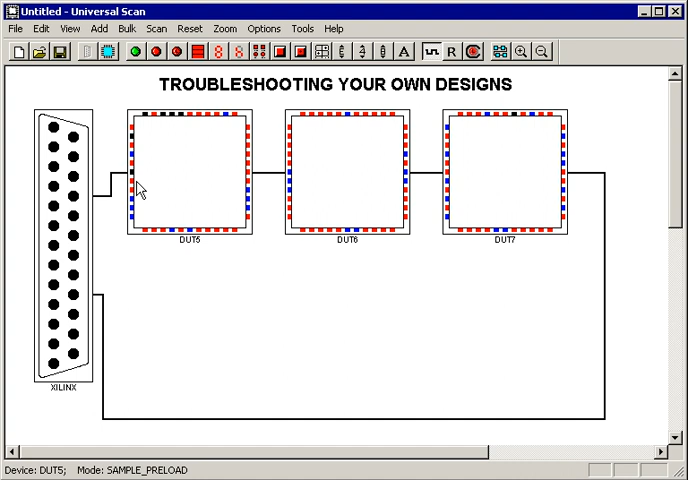 Untitled - Universal Scan
File Edit View Add Bulk Scan Reset Zoom Options Tools Help
A R
TROUBLESHOOTING YOUR OWN DESIGNS
DUT5 DUT6 DUT7
XILINX
Device: DUT5; Mode: SAMPLE_PRELOAD